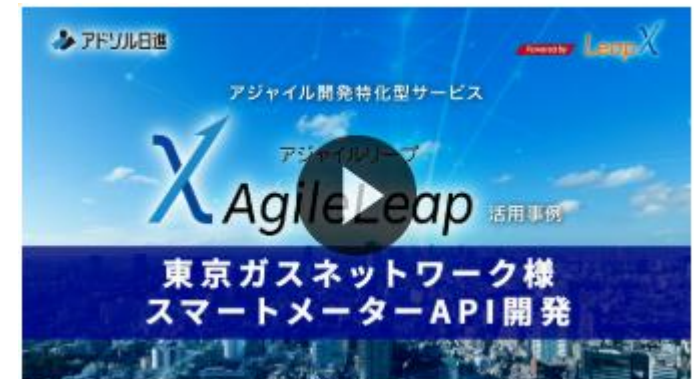 アドソル日進
Powered by LeapX
アジャイル開発特化型サービス
アジャイルリープ
AgileLeap 活用事例
東京ガスネットワーク様
スマートメーターAPI開発